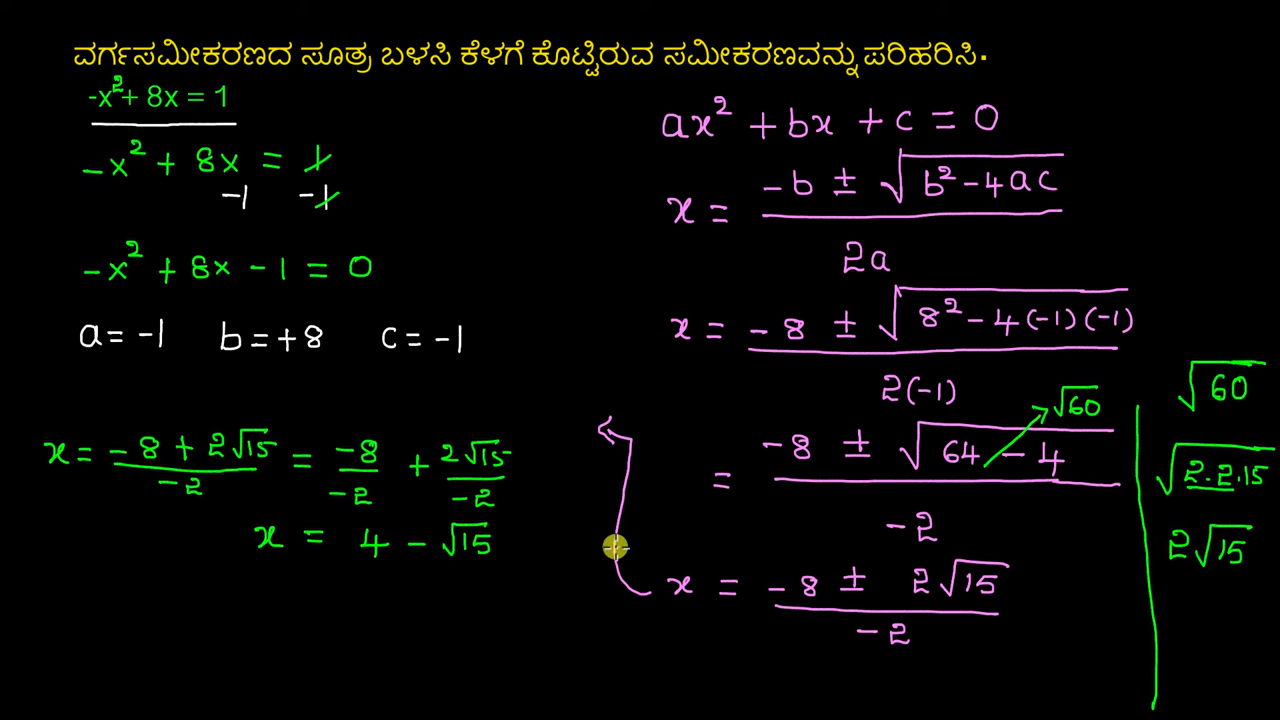 ವರ್ಗಸಮೀಕರಣದ ಸೂತ್ರ ಬಳಸಿ ಕೆಳಗೆ ಕೊಟ್ಟಿರುವ ಸಮೀಕರಣವನ್ನು ಪರಿಹರಿಸಿ.
-x²+ 8x = 1
-x² + 8x = 1
-1 -1
-x² + 8x - 1 = 0
a = -1 b = +8 c = -1
x = (-8 + 2√15)/(-2) = -8/-2 + 2√15/-2
x = 4 - √15
ax² + bx + c = 0
x = (-b ± √(b² - 4ac))/2a
x = (-8 ± √(8² - 4(-1)(-1)))/2(-1)
√60
= (-8 ± √(64 - 4))/-2
x = (-8 ± 2√15)/-2
√60
√2.2.15
2√15